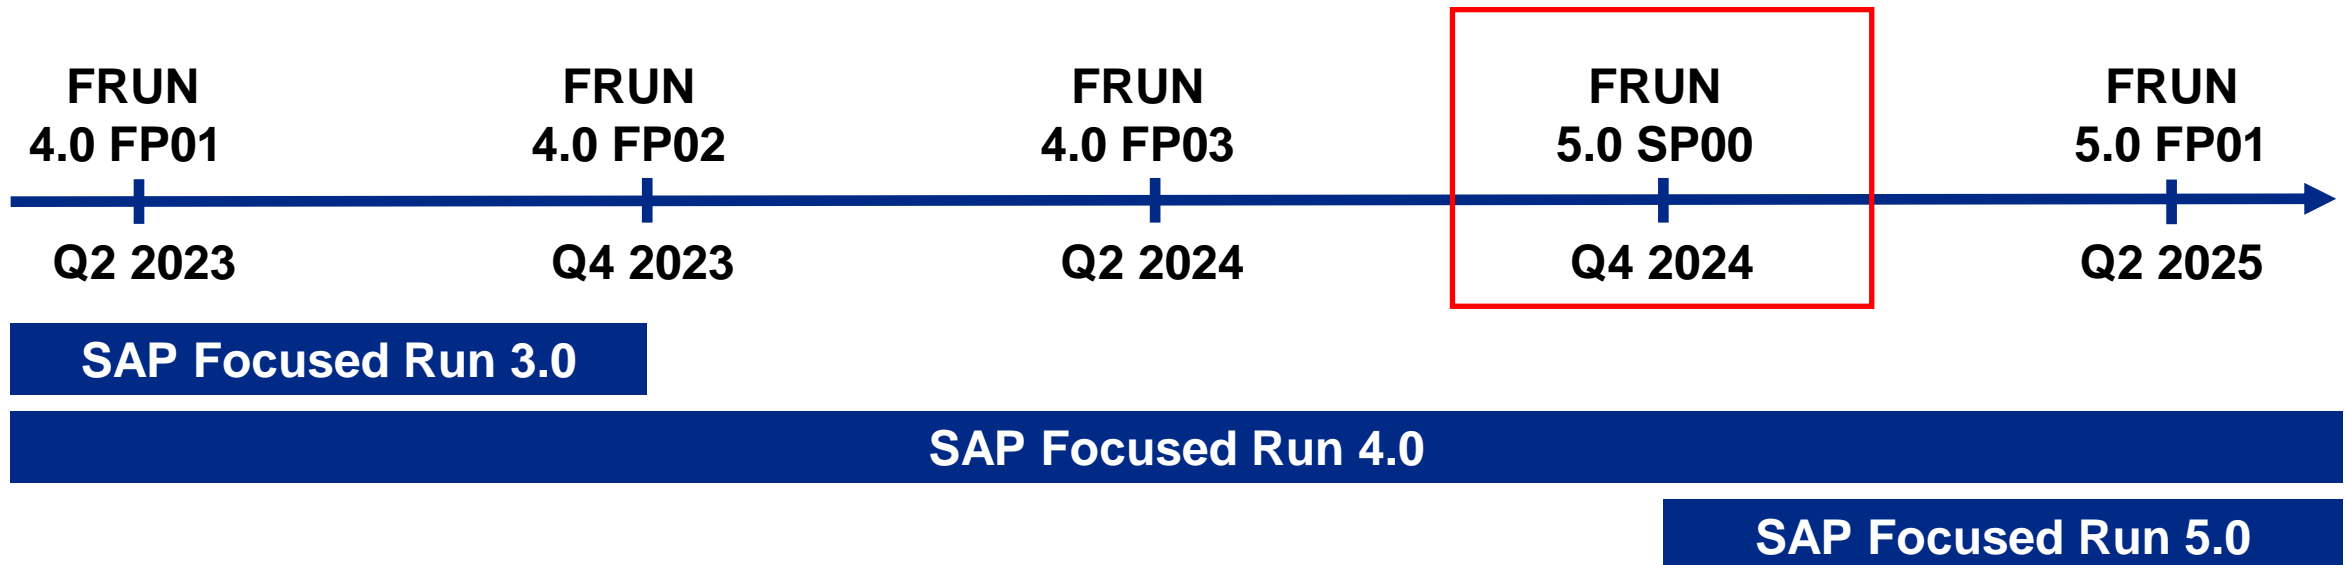 FRUN
4.0 FP01
FRUN
4.0 FP02
FRUN
4.0 FP03
FRUN
5.0 SP00
FRUN
5.0 FP01
Q2 2023
Q4 2023
Q2 2024
Q4 2024
Q2 2025
SAP Focused Run 3.0
SAP Focused Run 4.0
SAP Focused Run 5.0